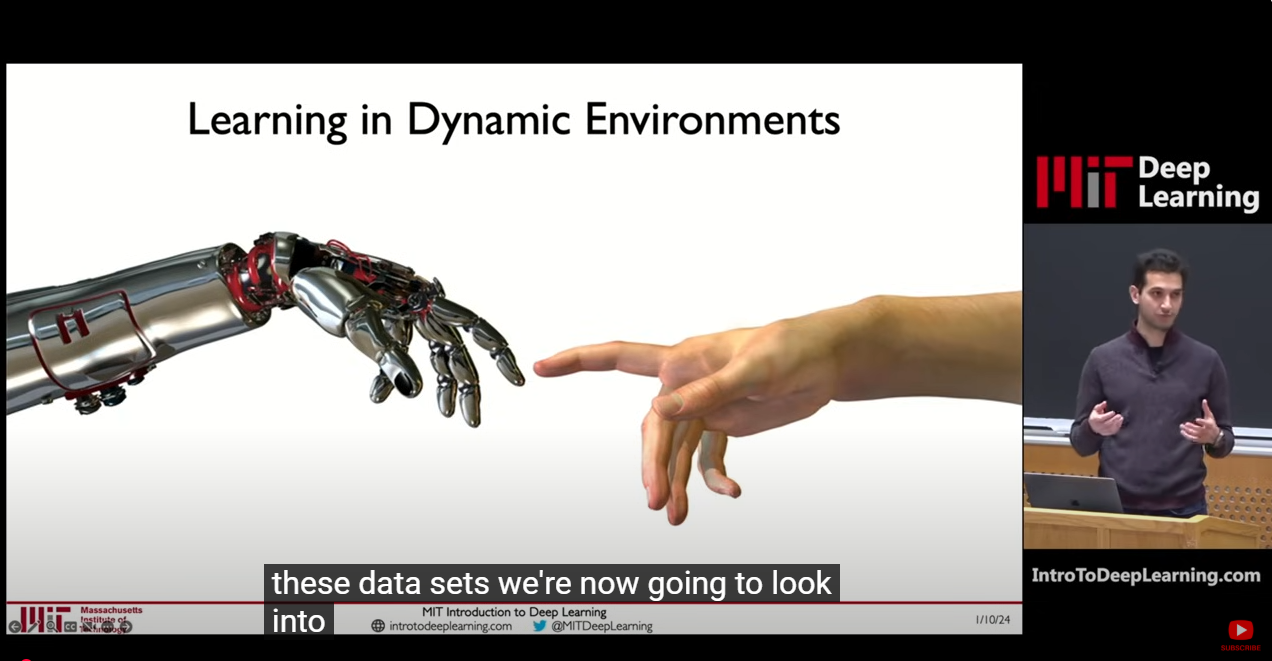 Learning in Dynamic Environments
MIT
Deep
Learning
these data sets we're now going to look
into
Massachusetts
Institute of
Technology
MIT Introduction to Deep Learning
introtodeeplearning.com
@MITDeepLearning
1/10/24
IntroToDeepLearning.com
SUBSCRIBE